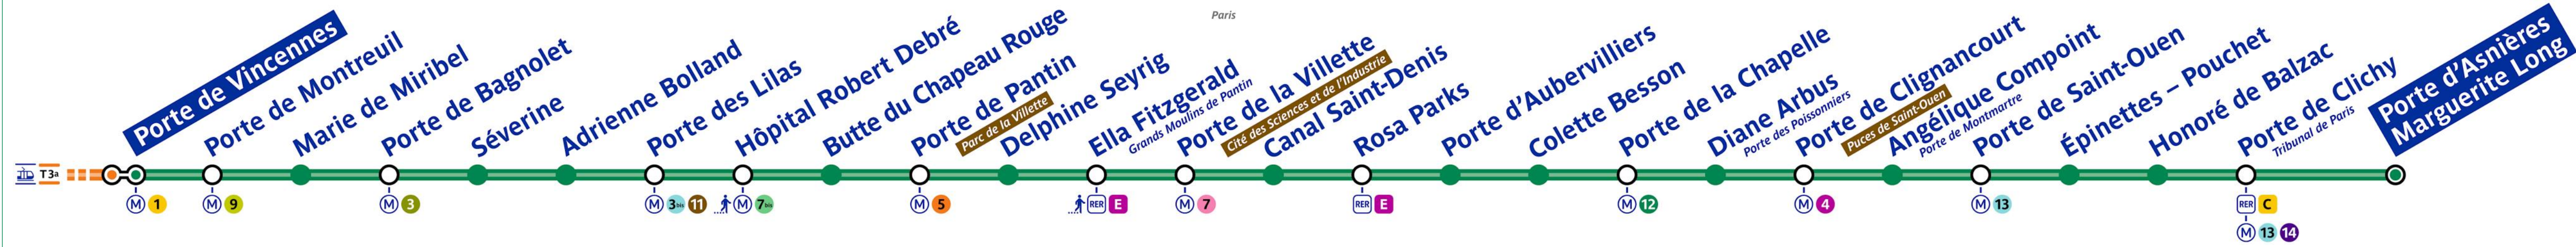 Paris
Porte de Vincennes
Porte de Montreuil
Marie de Miribel
Porte de Bagnolet
Séverine
Adrienne Bolland
Porte des Lilas
Hôpital Robert Debré
Butte du Chapeau Rouge
Porte de Pantin
Parc de la Villette
Delphine Seyrig
Ella Fitzgerald
Grands Moulins de Pantin
Porte de la Villette
Cité des Sciences et de l'Industrie
Canal Saint-Denis
Rosa Parks
Porte d'Aubervilliers
Colette Besson
Porte de la Chapelle
Diane Arbus
Porte des Poissonniers
Porte de Clignancourt
Puces de Saint-Ouen
Angélique Compoint
Porte de Montmartre
Porte de Saint-Ouen
Épinettes – Pouchet
Honoré de Balzac
Porte de Clichy
Tribunal de Paris
Porte d'Asnières
Marguerite Long
T3a
M 1
M 9
M 3
M 3bis 11
M 7bis
M 5
RER E
M 7
RER E
M 12
M 4
M 13
RER C
M 13 14